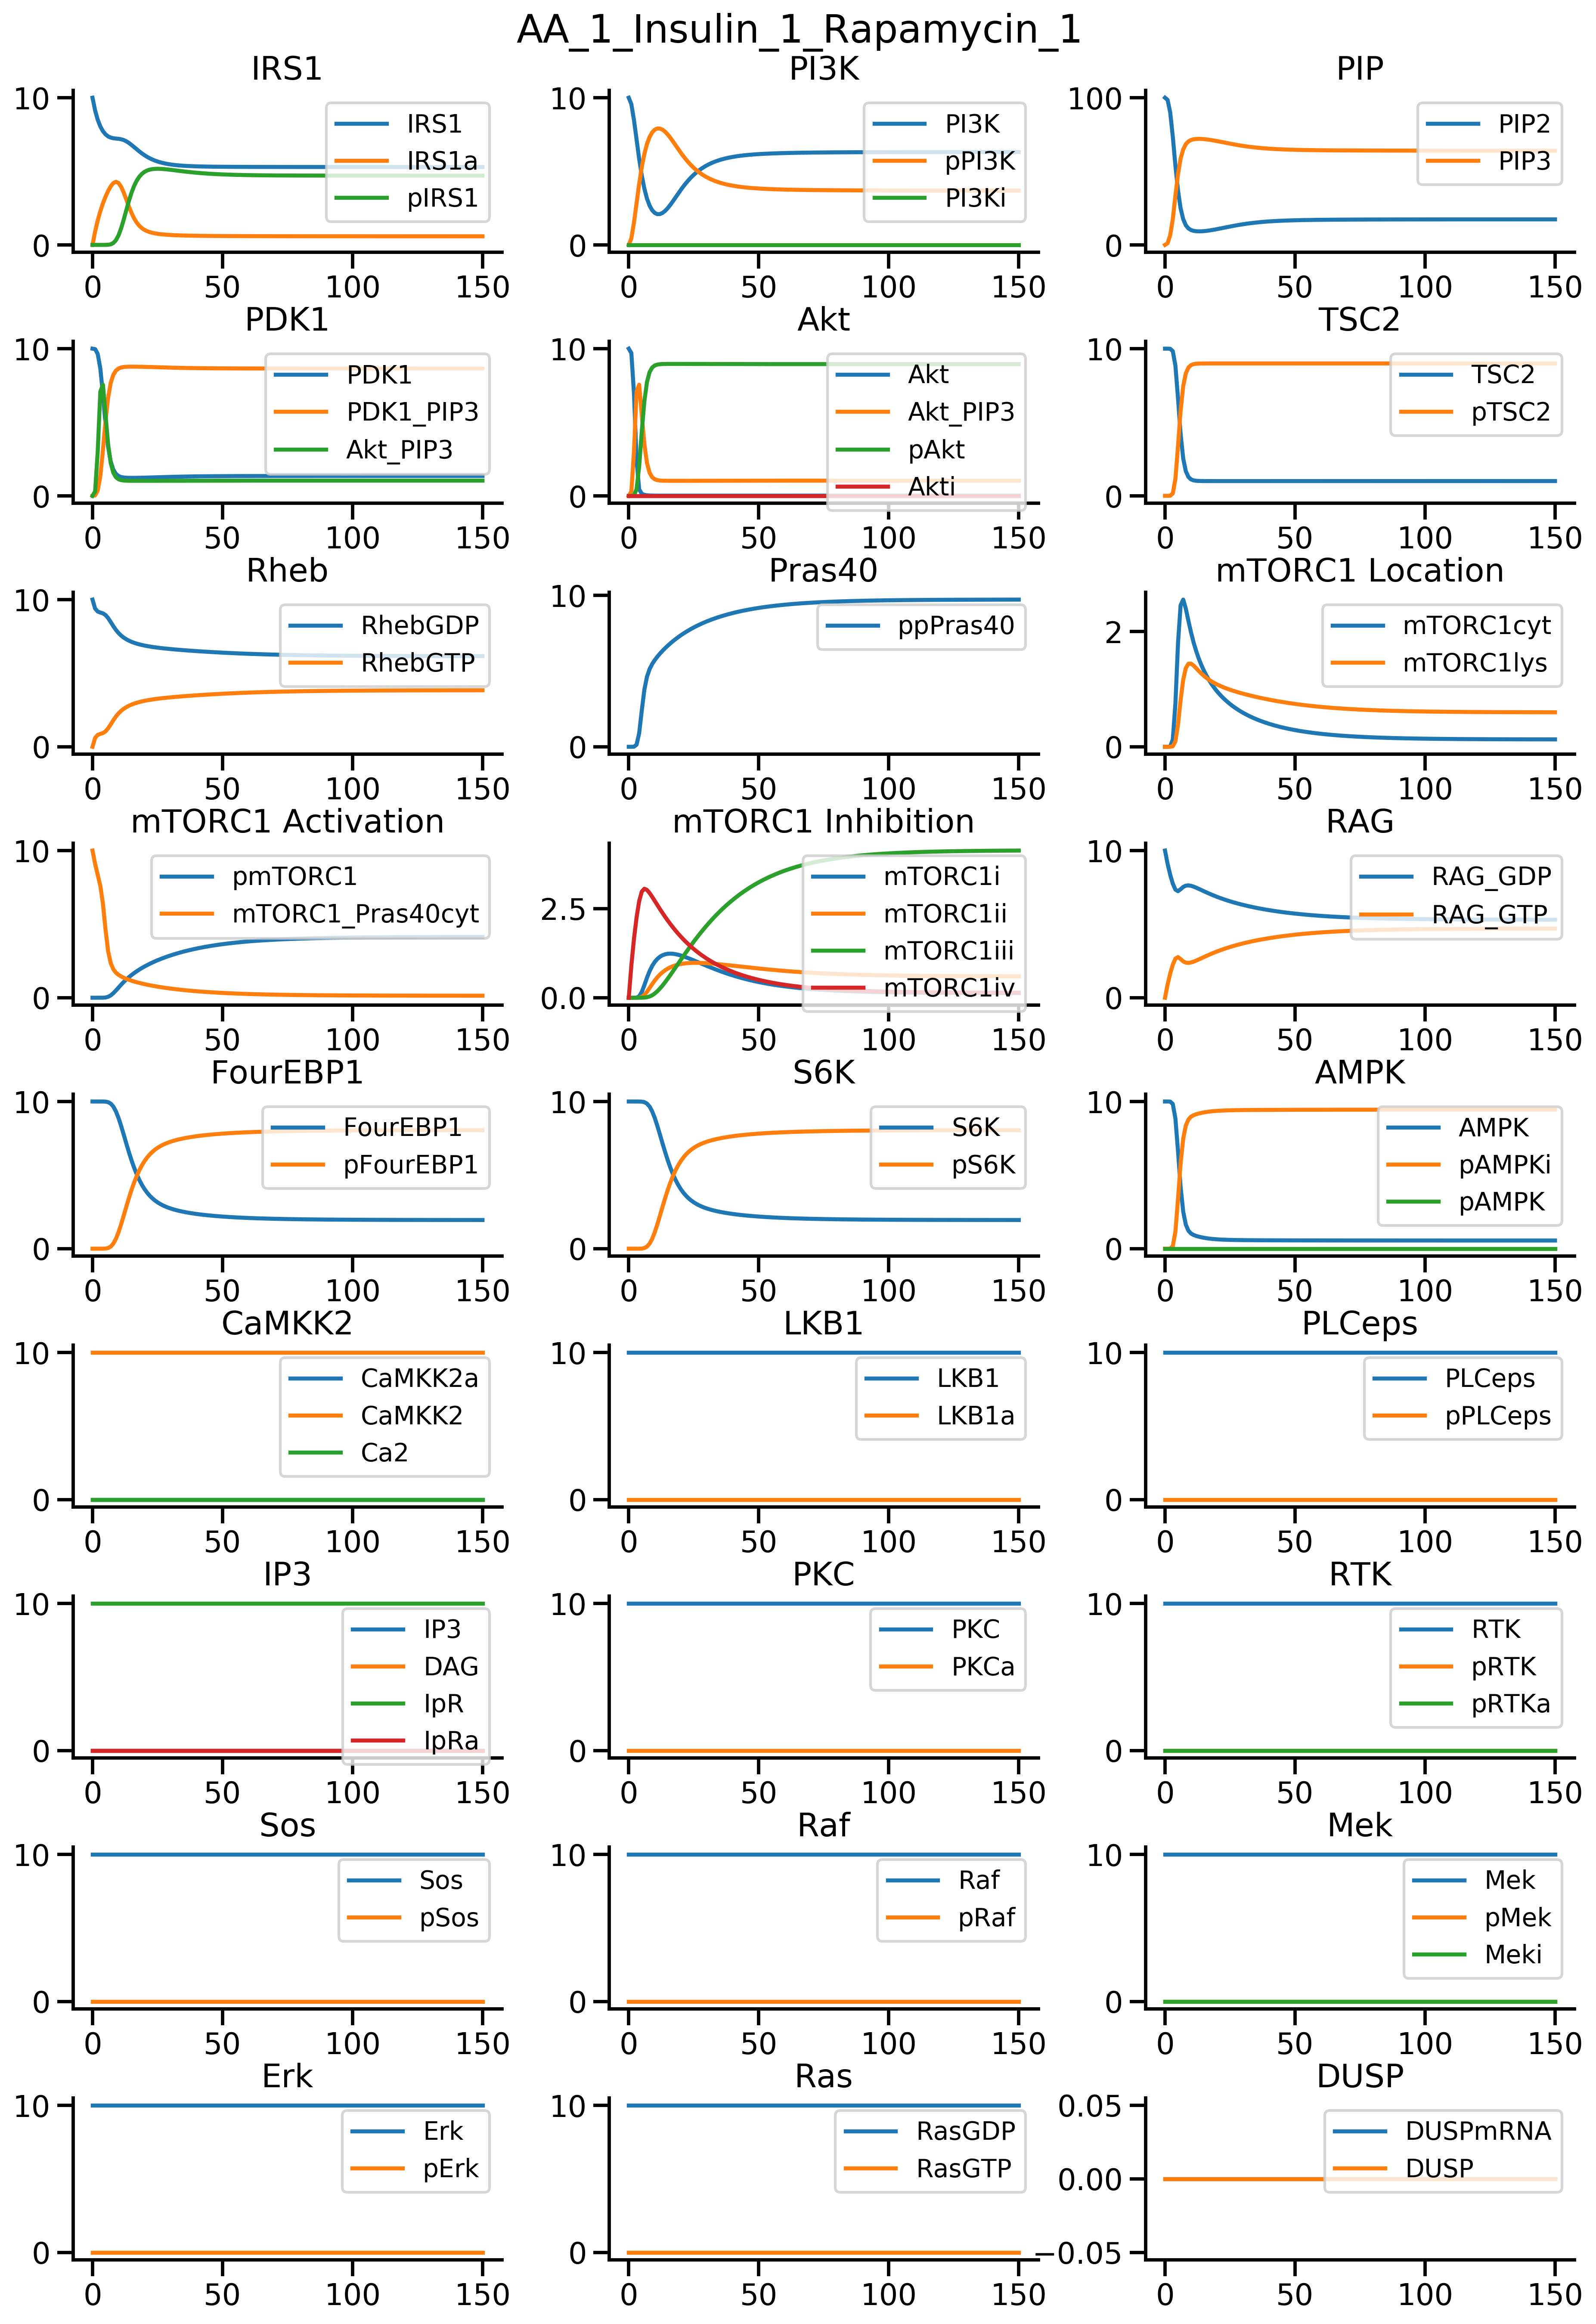 AA_1_Insulin_1_Rapamycin_1
IRS1
10
0
0 50 100 150
IRS1
IRS1a
pIRS1
PI3K
10
0
0 50 100 150
PI3K
pPI3K
PI3Ki
PIP
100
0
0 50 100 150
PIP2
PIP3
PDK1
10
0
0 50 100 150
PDK1
PDK1_PIP3
Akt_PIP3
Akt
10
0
0 50 100 150
Akt
Akt_PIP3
pAkt
Akti
TSC2
10
0
0 50 100 150
TSC2
pTSC2
Rheb
10
0
0 50 100 150
RhebGDP
RhebGTP
Pras40
10
0
0 50 100 150
ppPras40
mTORC1 Location
2
0
0 50 100 150
mTORC1cyt
mTORC1lys
mTORC1 Activation
10
0
0 50 100 150
pmTORC1
mTORC1_Pras40cyt
mTORC1 Inhibition
2.5
0.0
0 50 100 150
mTORC1i
mTORC1ii
mTORC1iii
mTORC1iv
RAG
10
0
0 50 100 150
RAG_GDP
RAG_GTP
FourEBP1
10
0
0 50 100 150
FourEBP1
pFourEBP1
S6K
10
0
0 50 100 150
S6K
pS6K
AMPK
10
0
0 50 100 150
AMPK
pAMPKi
pAMPK
CaMKK2
10
0
0 50 100 150
CaMKK2a
CaMKK2
Ca2
LKB1
10
0
0 50 100 150
LKB1
LKB1a
PLCeps
10
0
0 50 100 150
PLCeps
pPLCeps
IP3
10
0
0 50 100 150
IP3
DAG
IpR
IpRa
PKC
10
0
0 50 100 150
PKC
PKCa
RTK
10
0
0 50 100 150
RTK
pRTK
pRTKa
Sos
10
0
0 50 100 150
Sos
pSos
Raf
10
0
0 50 100 150
Raf
pRaf
Mek
10
0
0 50 100 150
Mek
pMek
Meki
Erk
10
0
0 50 100 150
Erk
pErk
Ras
10
0
0 50 100 150
RasGDP
RasGTP
DUSP
0.05
0.00
−0.05
0 50 100 150
DUSPmRNA
DUSP